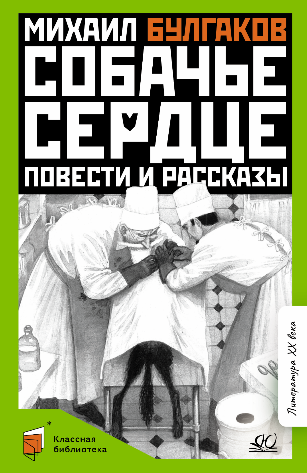 МИХАИЛ БУЛГАКОВ
СОБАЧЬЕ
СЕРДЦЕ
ПОВЕСТИ И РАССКАЗЫ
Литература XX века
Классная
библиотека